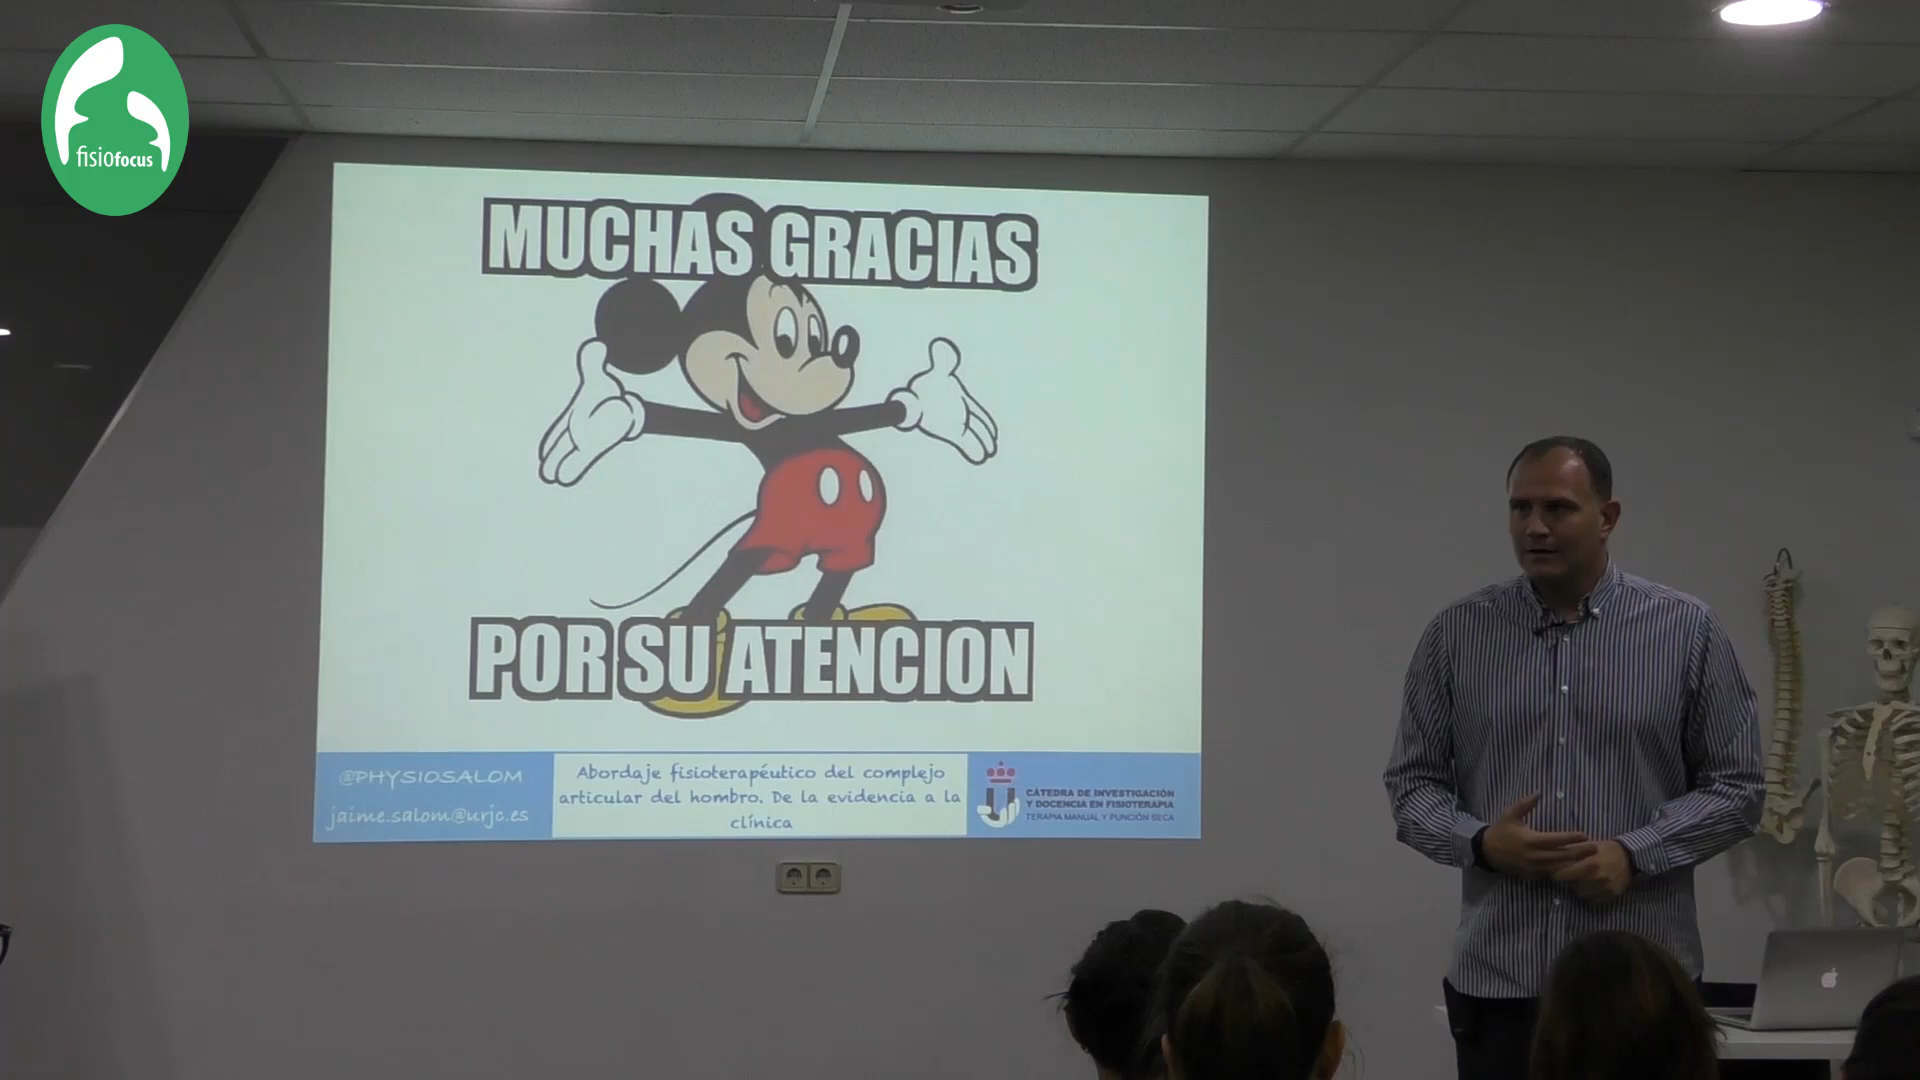 fisiofocus
MUCHAS GRACIAS
POR SU ATENCION
@PHYSIOSALOM
jaime.salom@urjc.es
Abordaje fisioterapéutico del complejo
articular del hombro. De la evidencia a la
clínica
CÁTEDRA DE INVESTIGACIÓN
Y DOCENCIA EN FISIOTERAPIA
TERAPIA MANUAL Y PUNCIÓN SECA